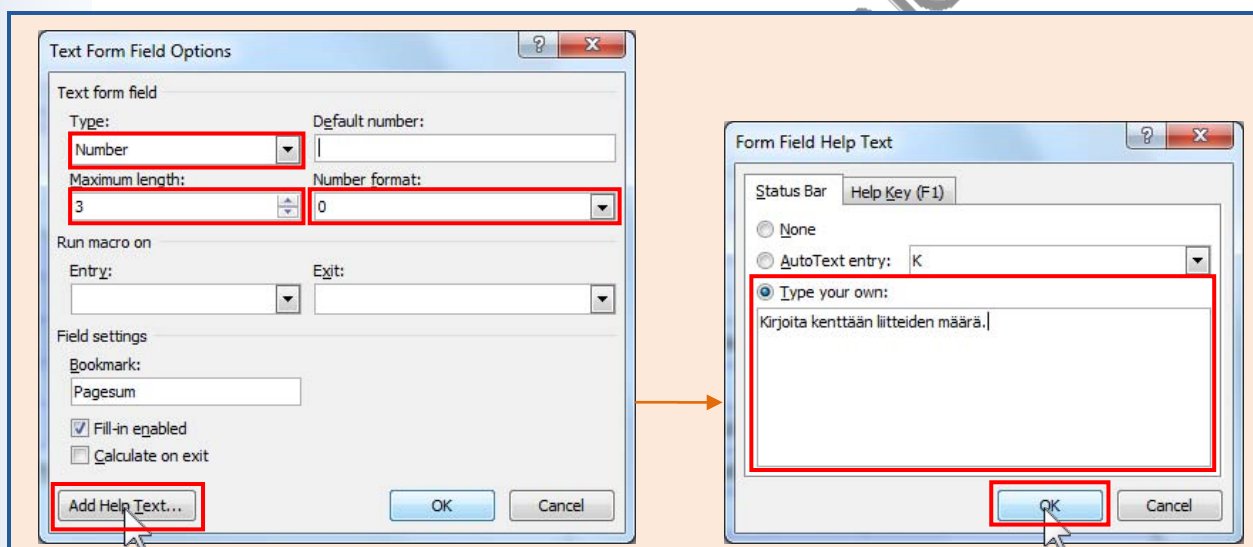 Text Form Field Options
Text form field
Type:
Default number:
Number
Maximum length:
Number format:
3
0
Run macro on
Entry:
Exit:
Field settings
Bookmark:
Pagesum
Fill-in enabled
Calculate on exit
Add Help Text...
OK
Cancel
Form Field Help Text
Status Bar
Help Key (F1)
None
AutoText entry:
K
Type your own:
Kirjoita kenttään liitteiden määrä.
OK
Cancel